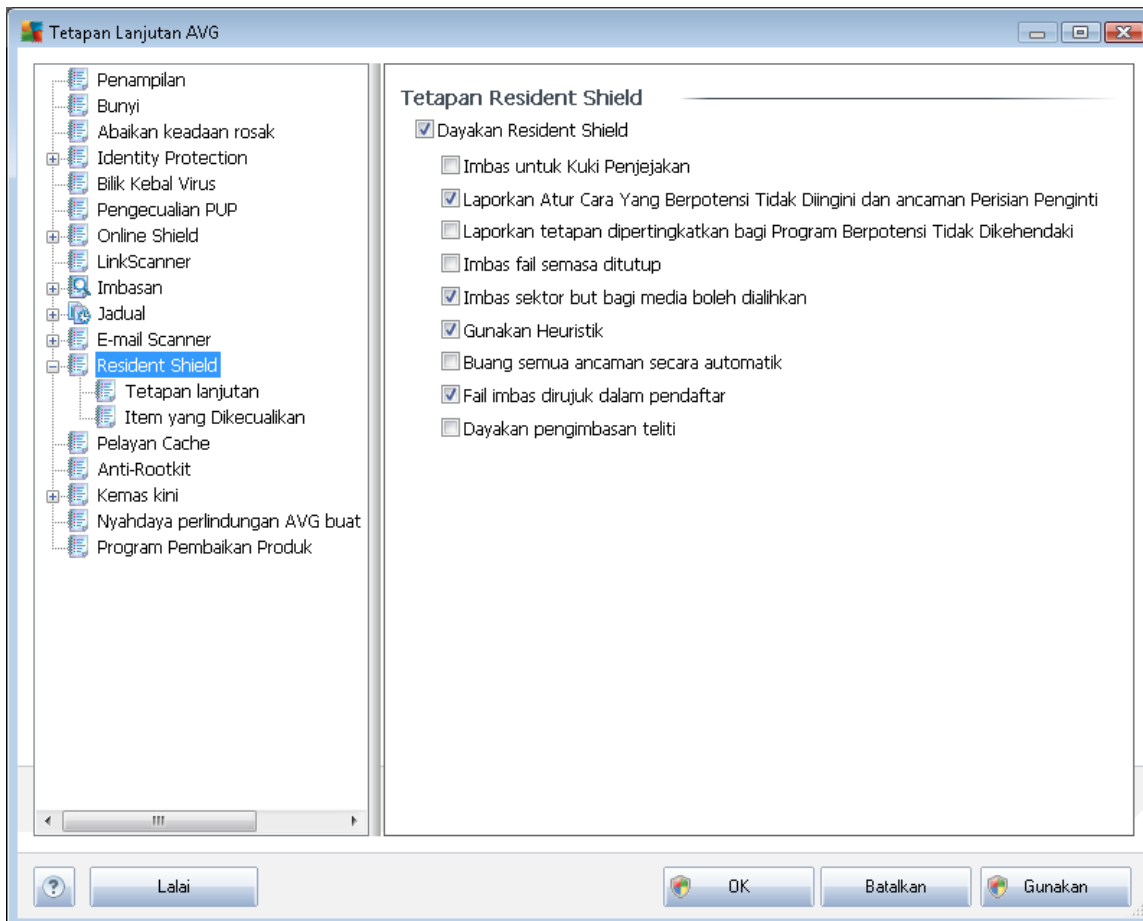 Tetapan Lanjutan AVG
Penampilan
Bunyi
Abaikan keadaan rosak
Identity Protection
Bilik Kebal Virus
Pengecualian PUP
Online Shield
LinkScanner
Imbasan
Jadual
E-mail Scanner
Resident Shield
Tetapan lanjutan
Item yang Dikecualikan
Pelayan Cache
Anti-Rootkit
Kemas kini
Nyahdaya perlindungan AVG buat
Program Pembaikan Produk
Tetapan Resident Shield
Dayakan Resident Shield
Imbas untuk Kuki Penjejakan
Laporkan Atur Cara Yang Berpotensi Tidak Diingini dan ancaman Perisian Penginti
Laporkan tetapan dipertingkatkan bagi Program Berpotensi Tidak Dikehendaki
Imbas fail semasa ditutup
Imbas sektor but bagi media boleh dialihkan
Gunakan Heuristik
Buang semua ancaman secara automatik
Fail imbas dirujuk dalam pendaftar
Dayakan pengimbasan teliti
?
Lalai
OK
Batalkan
Gunakan